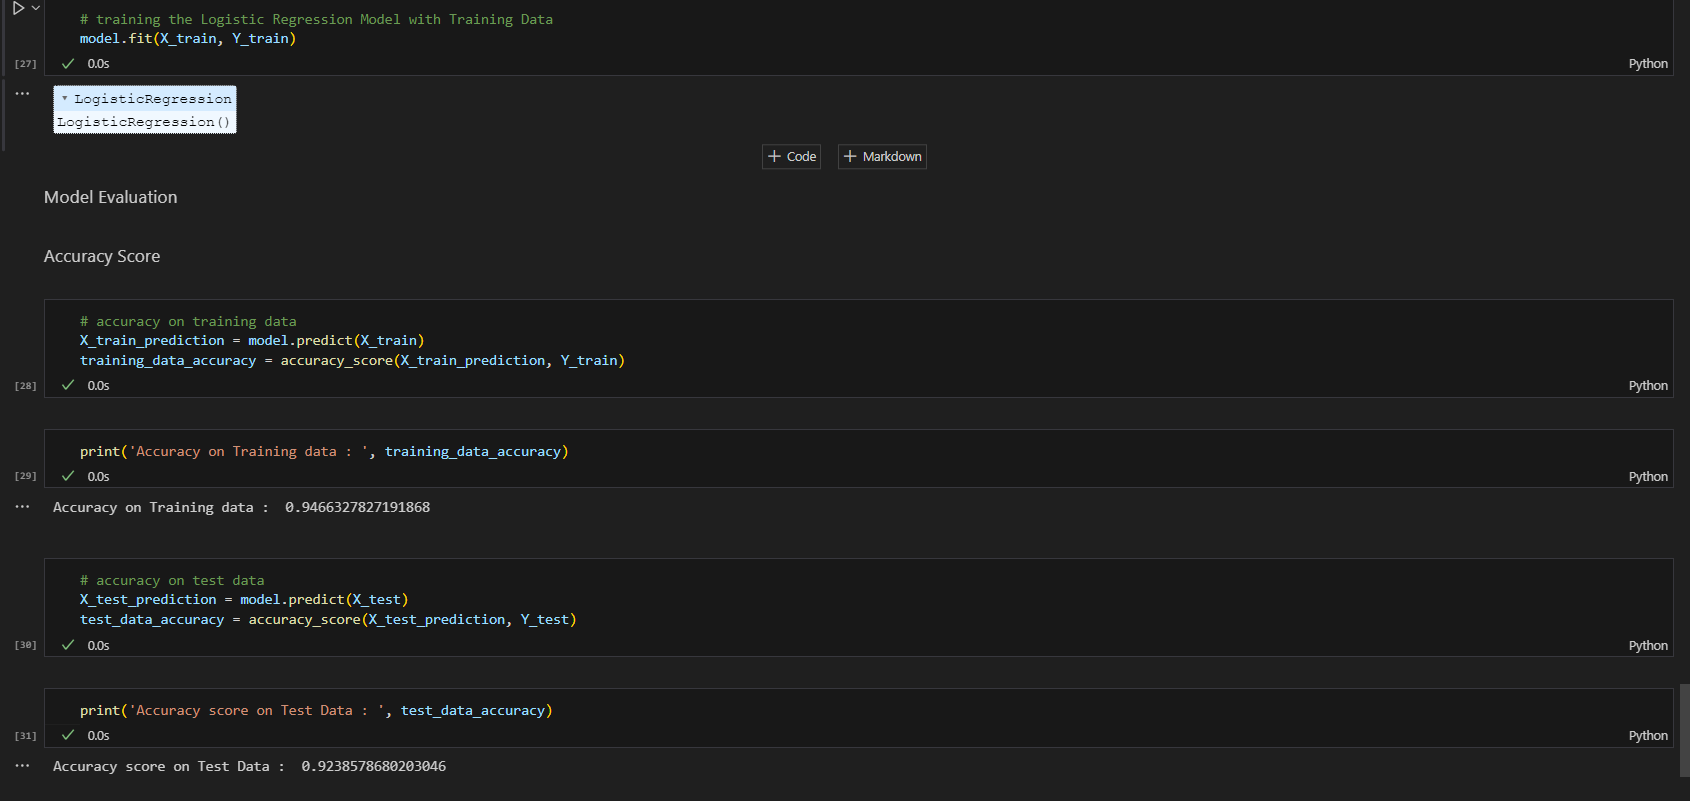 # training the Logistic Regression Model with Training Data
model.fit(X_train, Y_train)
[27]
0.0s
Python
...
LogisticRegression
LogisticRegression()
+ Code
+ Markdown
Model Evaluation
Accuracy Score
# accuracy on training data
X_train_prediction = model.predict(X_train)
training_data_accuracy = accuracy_score(X_train_prediction, Y_train)
[28]
0.0s
Python
print('Accuracy on Training data : ', training_data_accuracy)
[29]
0.0s
Python
...
Accuracy on Training data :  0.9466327827191868
# accuracy on test data
X_test_prediction = model.predict(X_test)
test_data_accuracy = accuracy_score(X_test_prediction, Y_test)
[30]
0.0s
Python
print('Accuracy score on Test Data : ', test_data_accuracy)
[31]
0.0s
Python
...
Accuracy score on Test Data :  0.9238578680203046